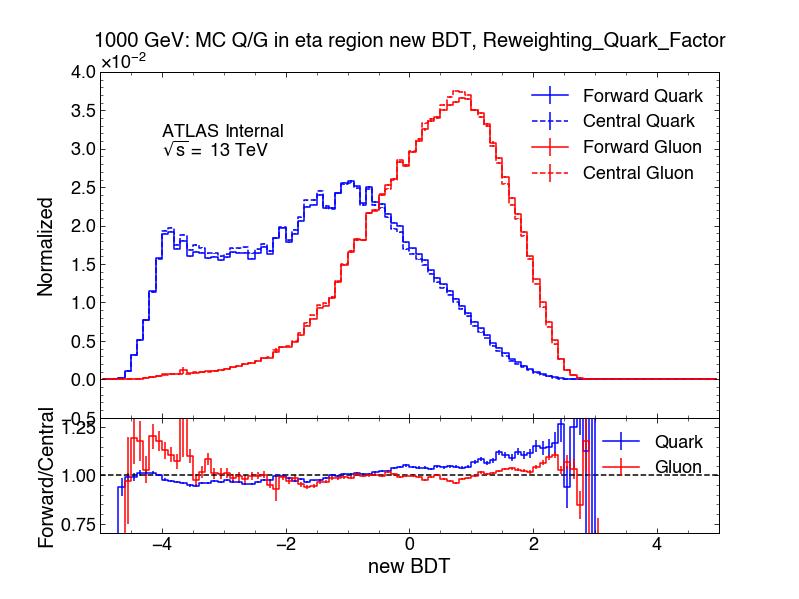 1000 GeV: MC Q/G in eta region new BDT, Reweighting_Quark_Factor
×10⁻²
4.0
3.5
3.0
2.5
2.0
1.5
1.0
0.5
0.0
−0.5
Normalized
ATLAS Internal
√s = 13 TeV
Forward Quark
Central Quark
Forward Gluon
Central Gluon
1.25
1.00
0.75
Forward/Central
Quark
Gluon
−4 −2 0 2 4
new BDT